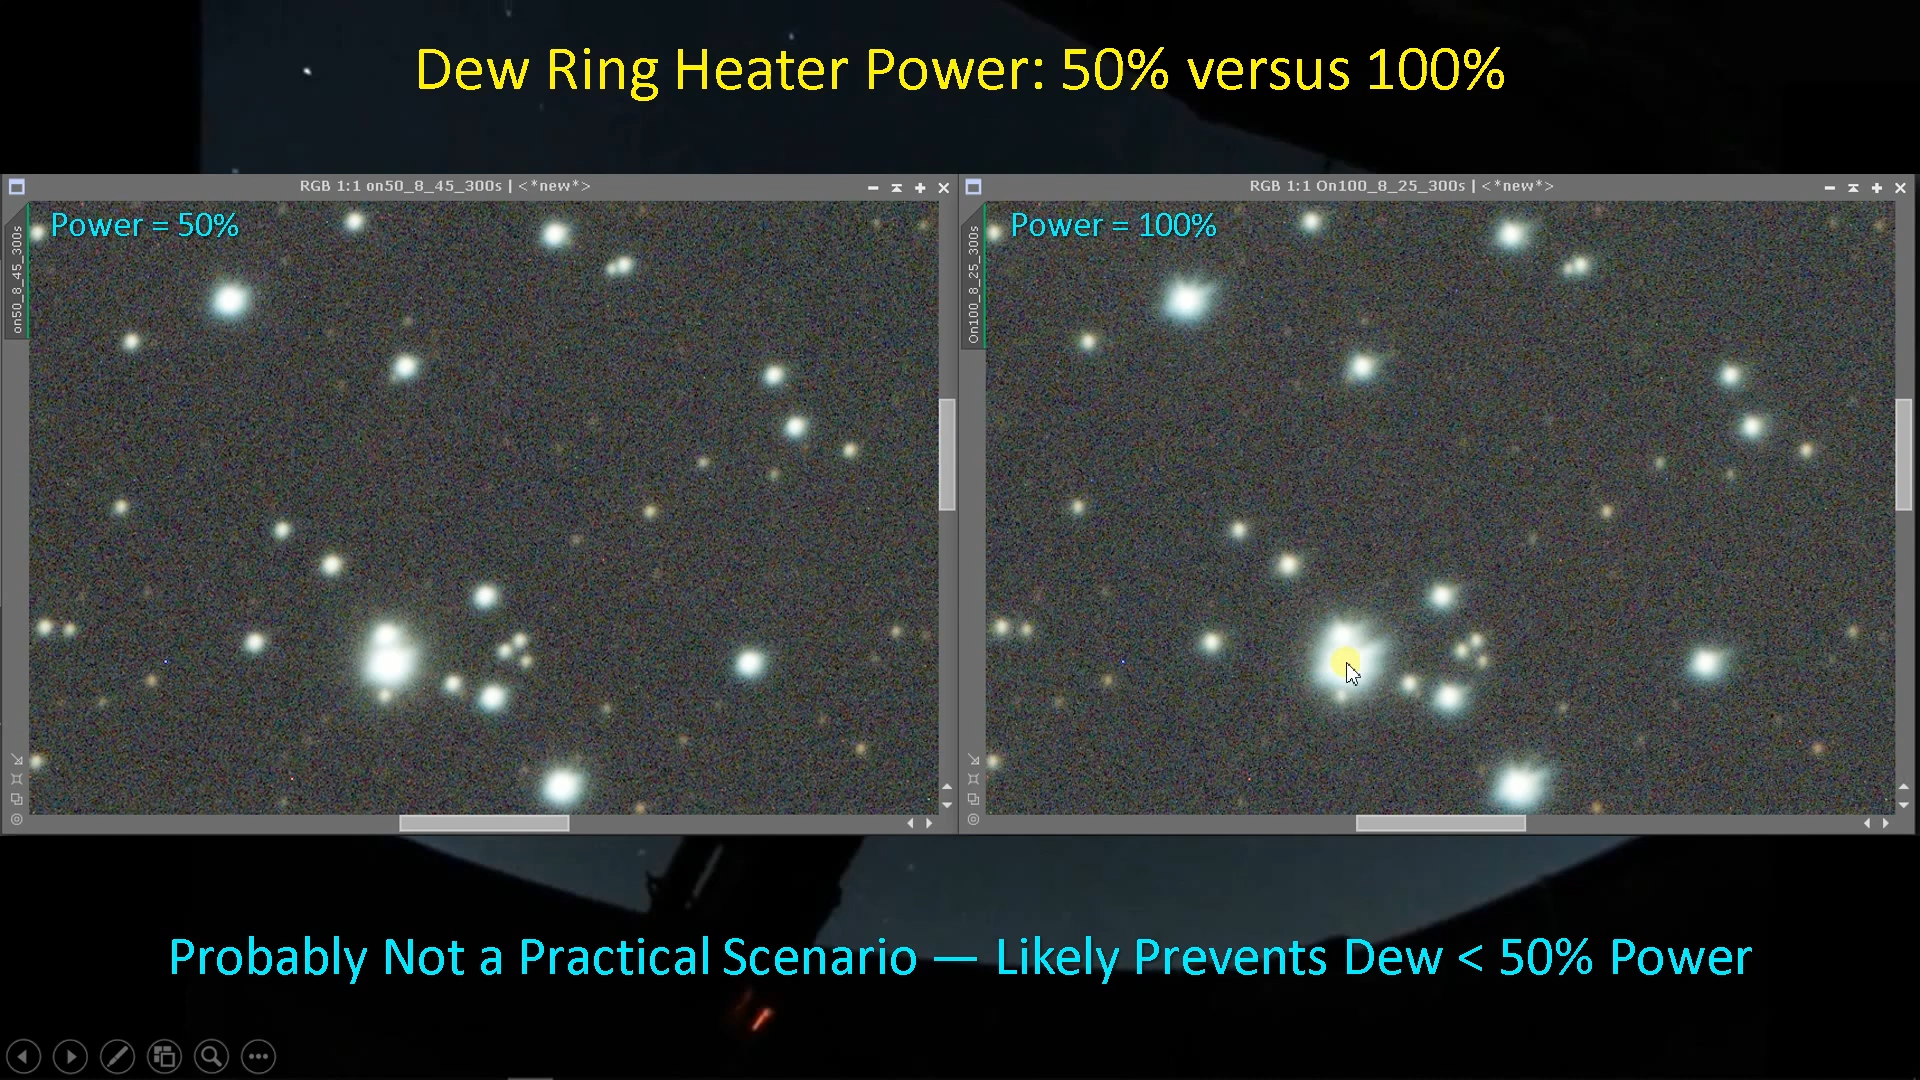 Dew Ring Heater Power: 50% versus 100%
RGB 1:1 on50_8_45_300s | <*new*>
RGB 1:1 On100_8_25_300s | <*new*>
Power = 50%
Power = 100%
on50_8_45_300s
On100_8_25_300s
Probably Not a Practical Scenario — Likely Prevents Dew < 50% Power